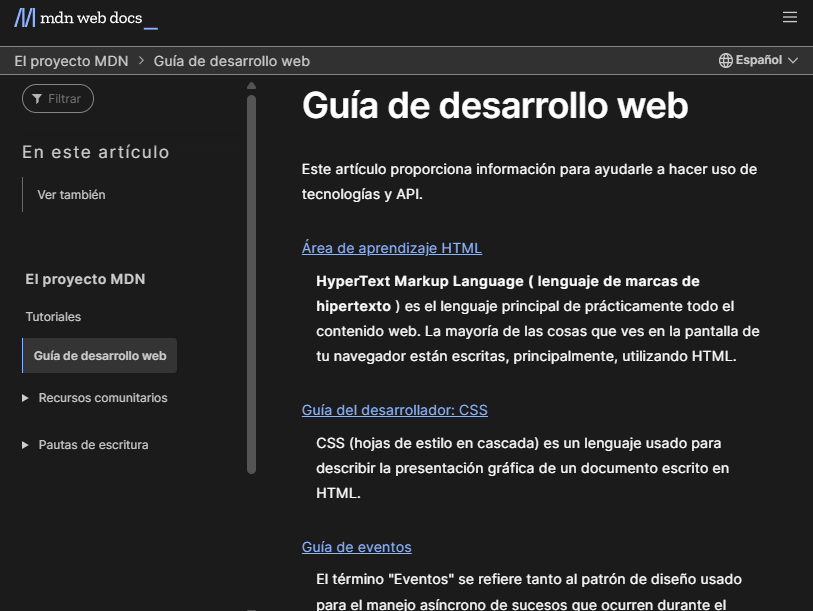 mdn web docs_
El proyecto MDN > Guía de desarrollo web
Español
Filtrar
En este artículo
Ver también
El proyecto MDN
Tutoriales
Guía de desarrollo web
Recursos comunitarios
Pautas de escritura
Guía de desarrollo web
Este artículo proporciona información para ayudarle a hacer uso de
tecnologías y API.
Área de aprendizaje HTML
HyperText Markup Language ( lenguaje de marcas de
hipertexto ) es el lenguaje principal de prácticamente todo el
contenido web. La mayoría de las cosas que ves en la pantalla de
tu navegador están escritas, principalmente, utilizando HTML.
Guía del desarrollador: CSS
CSS (hojas de estilo en cascada) es un lenguaje usado para
describir la presentación gráfica de un documento escrito en
HTML.
Guía de eventos
El término "Eventos" se refiere tanto al patrón de diseño usado
para el manejo asíncrono de sucesos que ocurren durante el